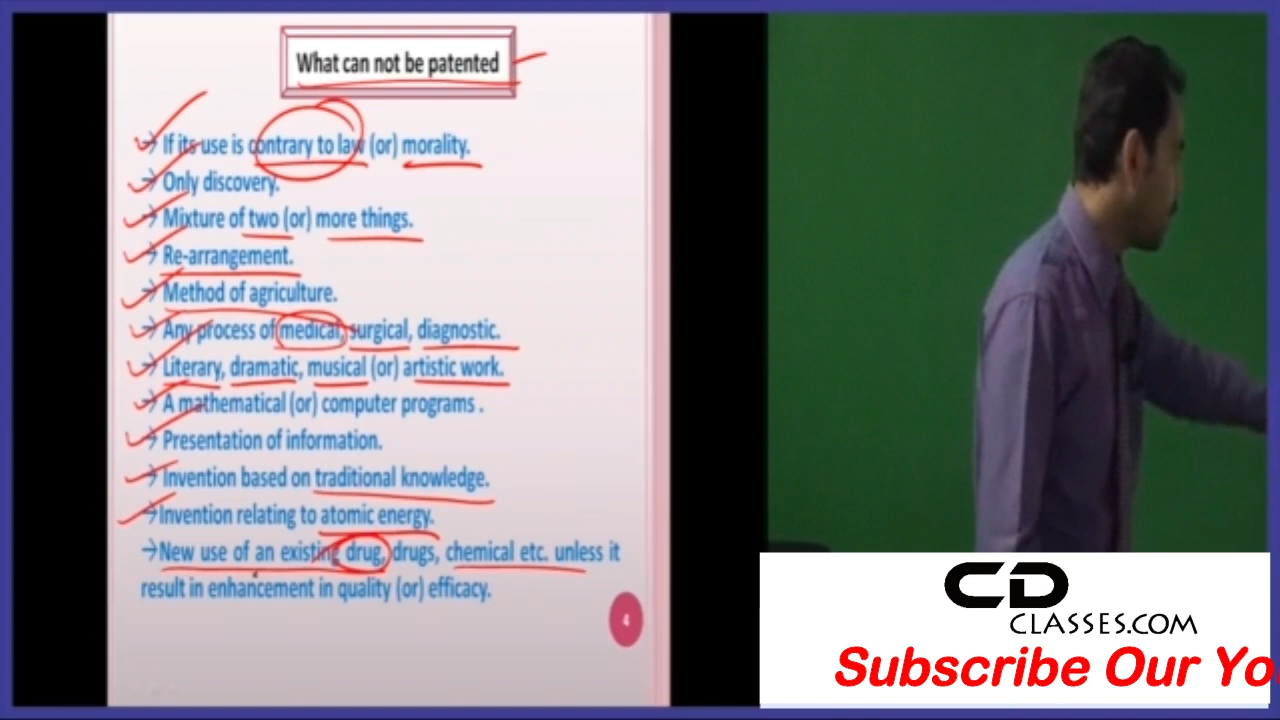 What can not be patented
→ If its use is contrary to law (or) morality.
→ Only discovery.
→ Mixture of two (or) more things.
→ Re-arrangement.
→ Method of agriculture.
→ Any process of medical, surgical, diagnostic.
→ Literary, dramatic, musical (or) artistic work.
→ A mathematical (or) computer programs .
→ Presentation of information.
→ Invention based on traditional knowledge.
→Invention relating to atomic energy.
→New use of an existing drug, drugs, chemical etc. unless it
result in enhancement in quality (or) efficacy.
4
CD
CLASSES.COM
Subscribe Our